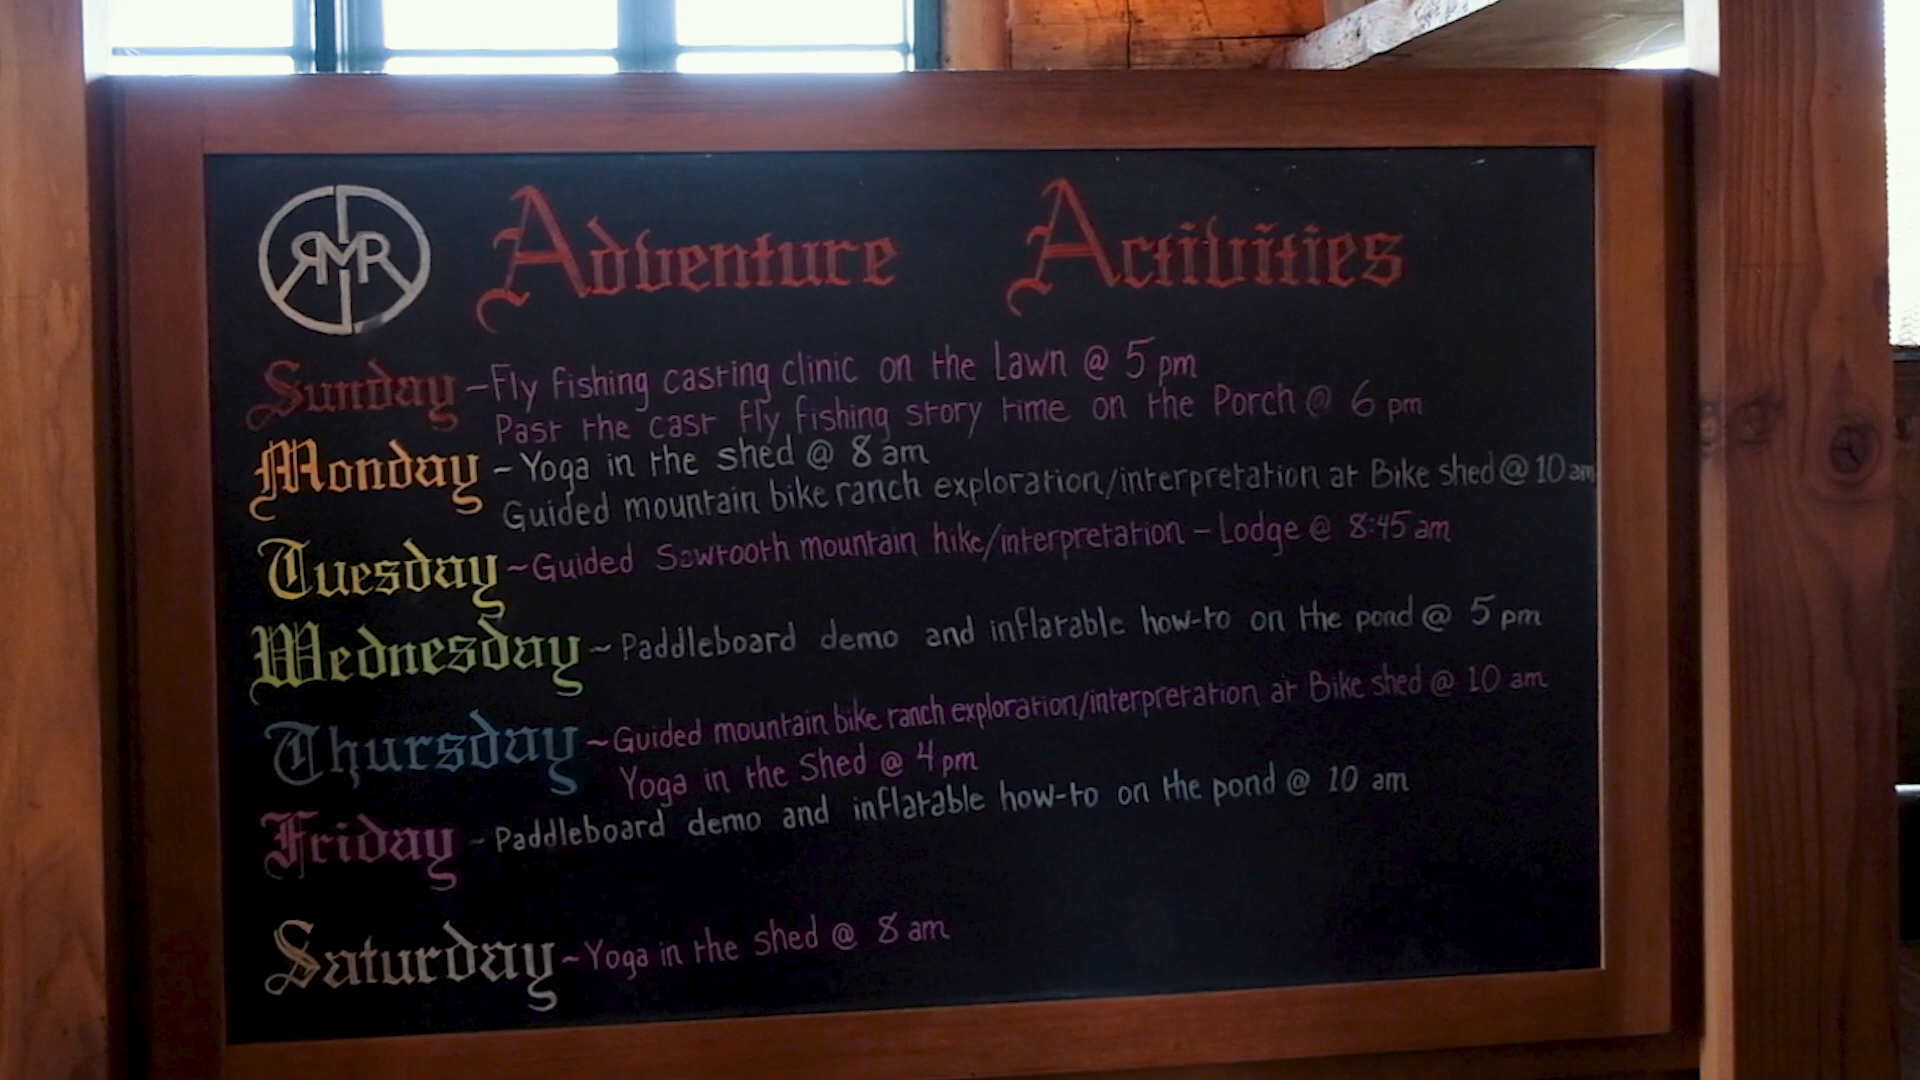 RMR Adventure Activities
Sunday - Fly fishing casting clinic on the Lawn @ 5 pm
Past the cast fly fishing story time on the Porch @ 6 pm
Monday - Yoga in the shed @ 8 am
Guided mountain bike ranch exploration/interpretation at Bike shed @ 10 am
Tuesday ~ Guided Sawtooth mountain hike/interpretation - Lodge @ 8:45 am
Wednesday ~ Paddleboard demo and inflatable how-to on the pond @ 5 pm
Thursday ~ Guided mountain bike ranch exploration/interpretation at Bike shed @ 10 am
Yoga in the Shed @ 4 pm
Friday - Paddleboard demo and inflatable how-to on the pond @ 10 am
Saturday ~ Yoga in the shed @ 8 am